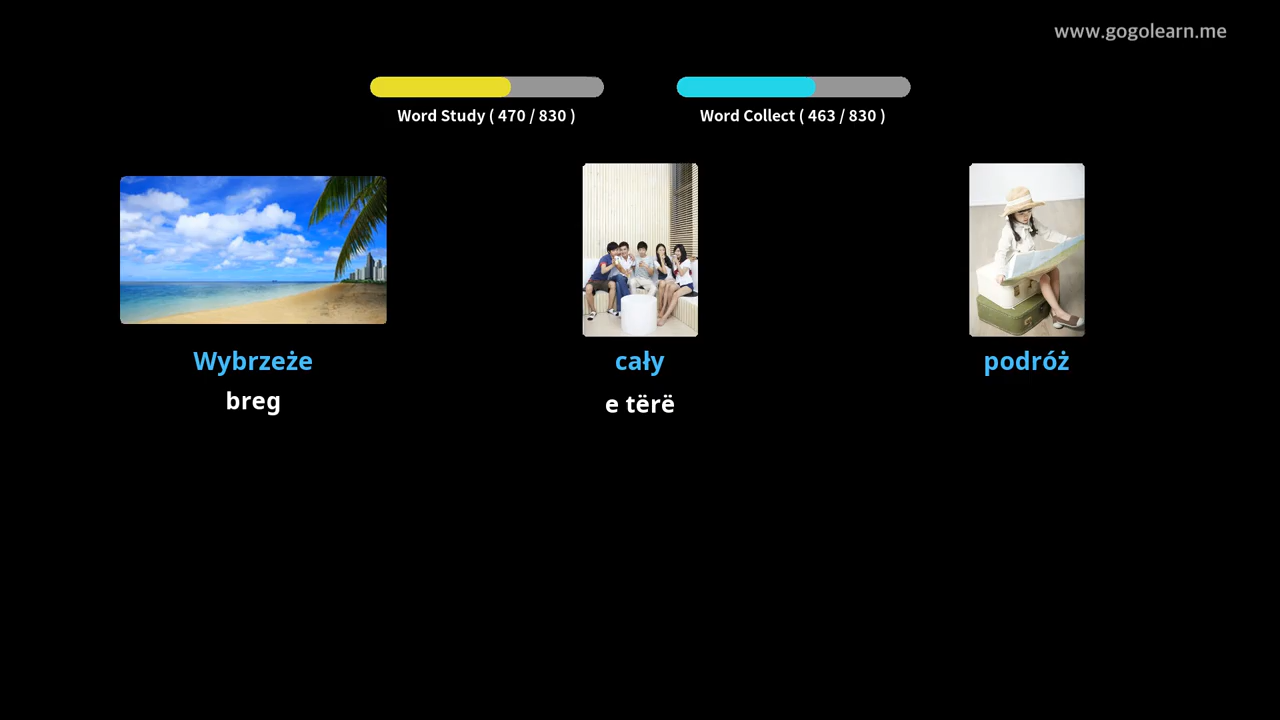 www.gogolearn.me
Word Study ( 470 / 830 )
Word Collect ( 463 / 830 )
Wybrzeże
cały
podróż
breg
e tërë